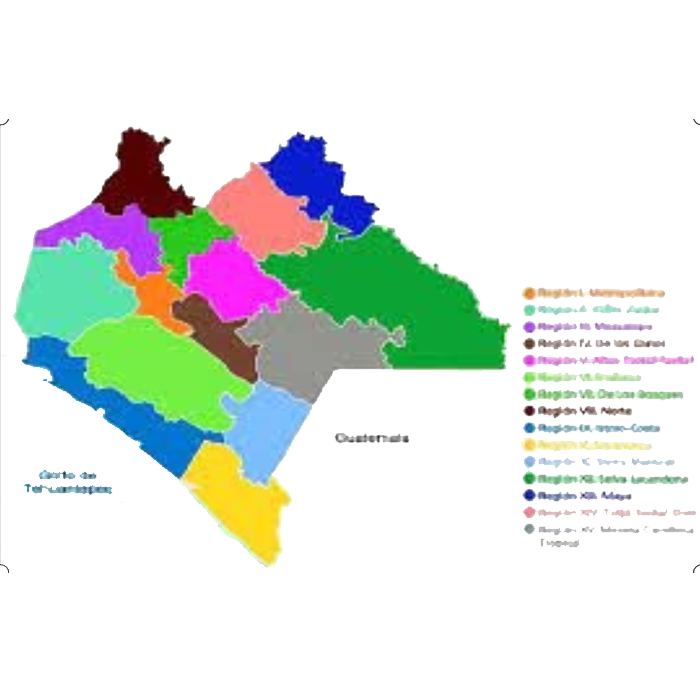 Región I. Metropolitana
Región II. Valles Zoque
Región III. Mezcalapa
Región IV. De los Llanos
Región V. Altos Tsotsil-Tseltal
Región VI. Frailesca
Región VII. De Los Bosques
Región VIII. Norte
Región IX. Istmo-Costa
Región X. Soconusco
Región XI. Sierra Mariscal
Región XII. Selva Lacandona
Región XIII. Maya
Región XIV. Tulijá Tseltal Chol
Región XV. Meseta Comiteca
Tojolabal
Guatemala
Golfo de
Tehuantepec